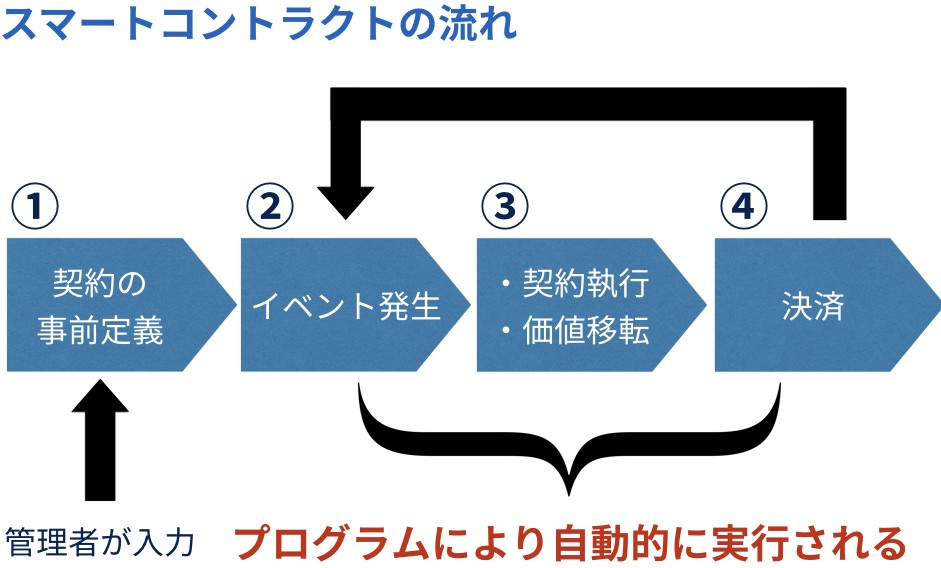 スマートコントラクトの流れ
①
契約の
事前定義
②
イベント発生
③
・契約執行
・価値移転
④
決済
管理者が入力
プログラムにより自動的に実行される